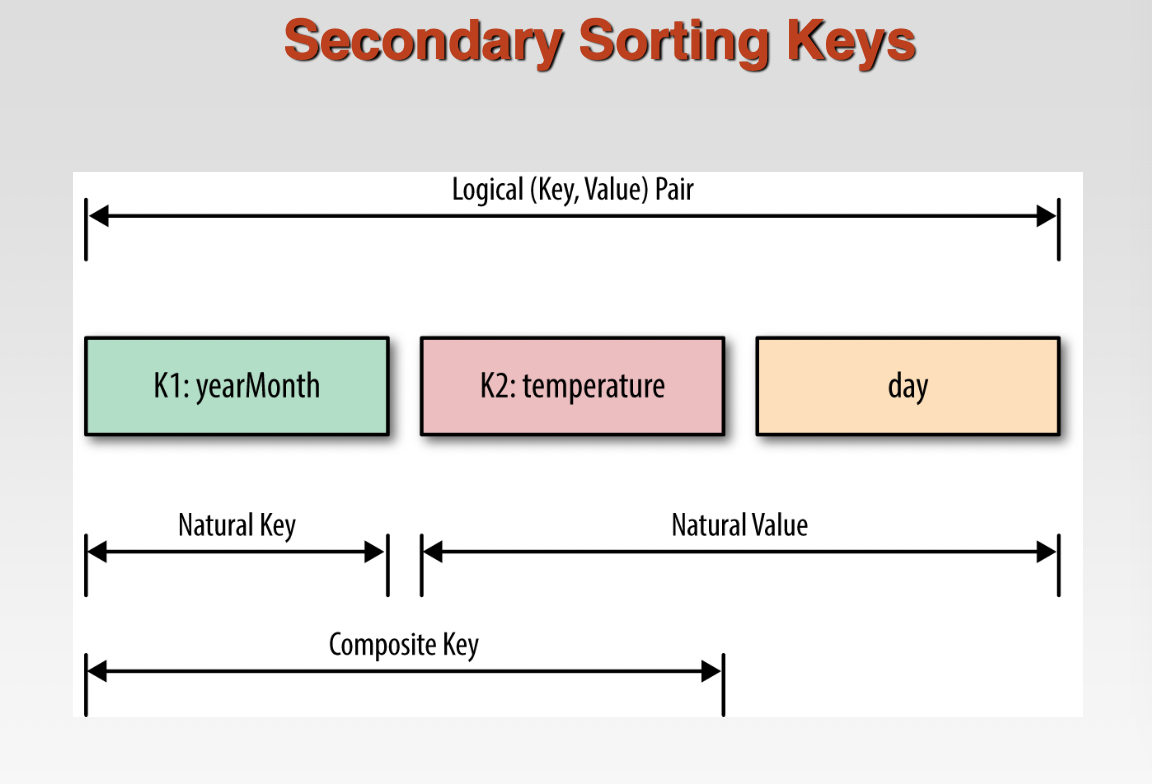 Secondary Sorting Keys
Logical (Key, Value) Pair
K1: yearMonth
K2: temperature
day
Natural Key
Natural Value
Composite Key